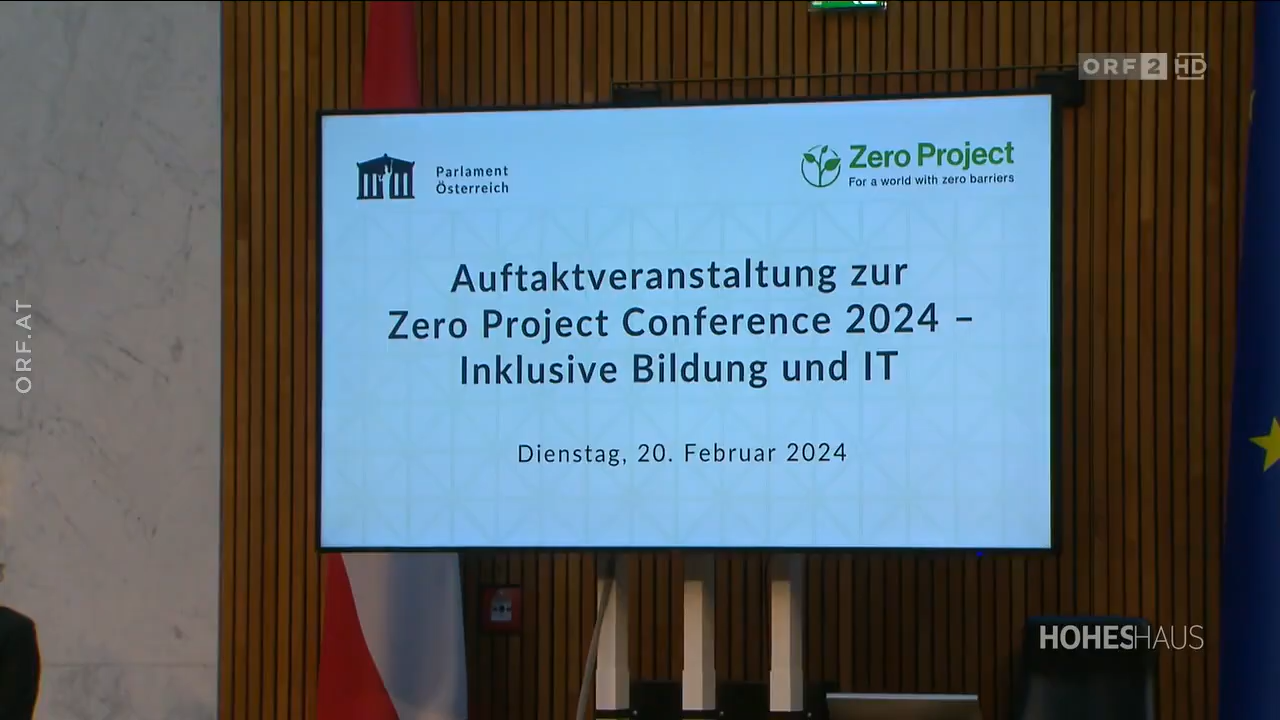 ORF 2 HD
Parlament
Österreich
Zero Project
For a world with zero barriers
Auftaktveranstaltung zur
Zero Project Conference 2024 –
Inklusive Bildung und IT
Dienstag, 20. Februar 2024
ORF.AT
HOHESHAUS